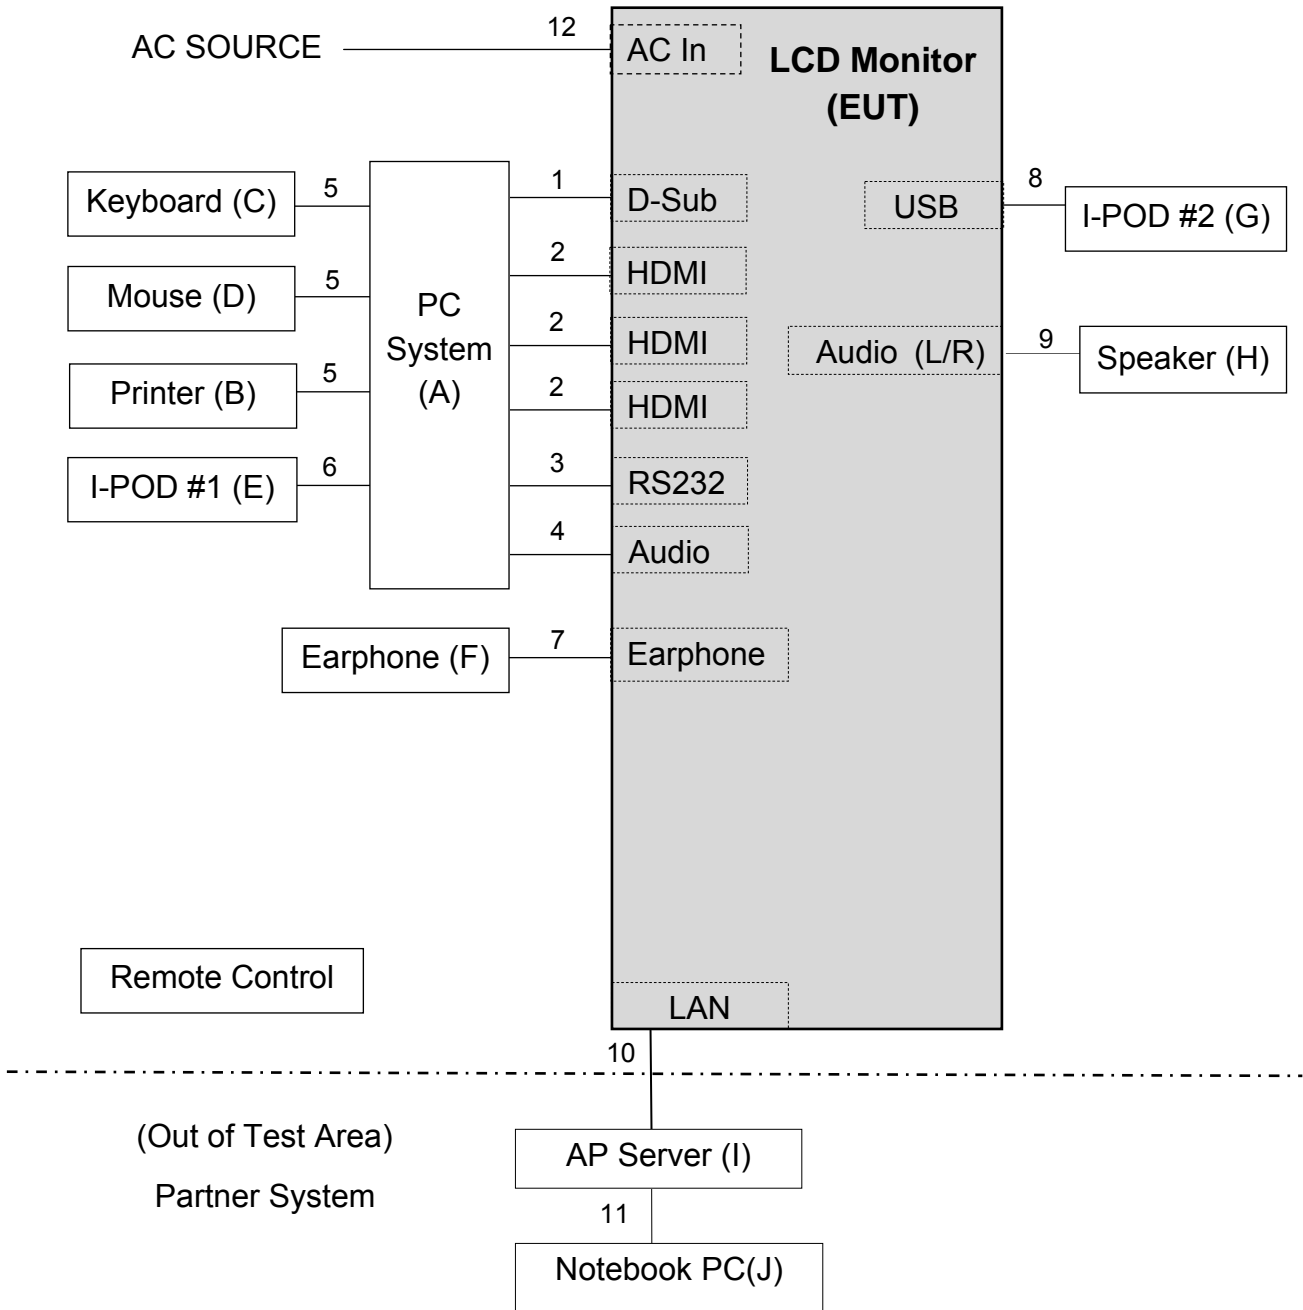 AC SOURCE
12
AC In
LCD Monitor
(EUT)
Keyboard (C)
5
1
D-Sub
USB
8
I-POD #2 (G)
Mouse (D)
5
PC
System
(A)
2
HDMI
2
HDMI
Audio (L/R)
9
Speaker (H)
Printer (B)
5
2
HDMI
I-POD #1 (E)
6
3
RS232
4
Audio
Earphone (F)
7
Earphone
Remote Control
LAN
10
(Out of Test Area)
Partner System
AP Server (I)
11
Notebook PC(J)